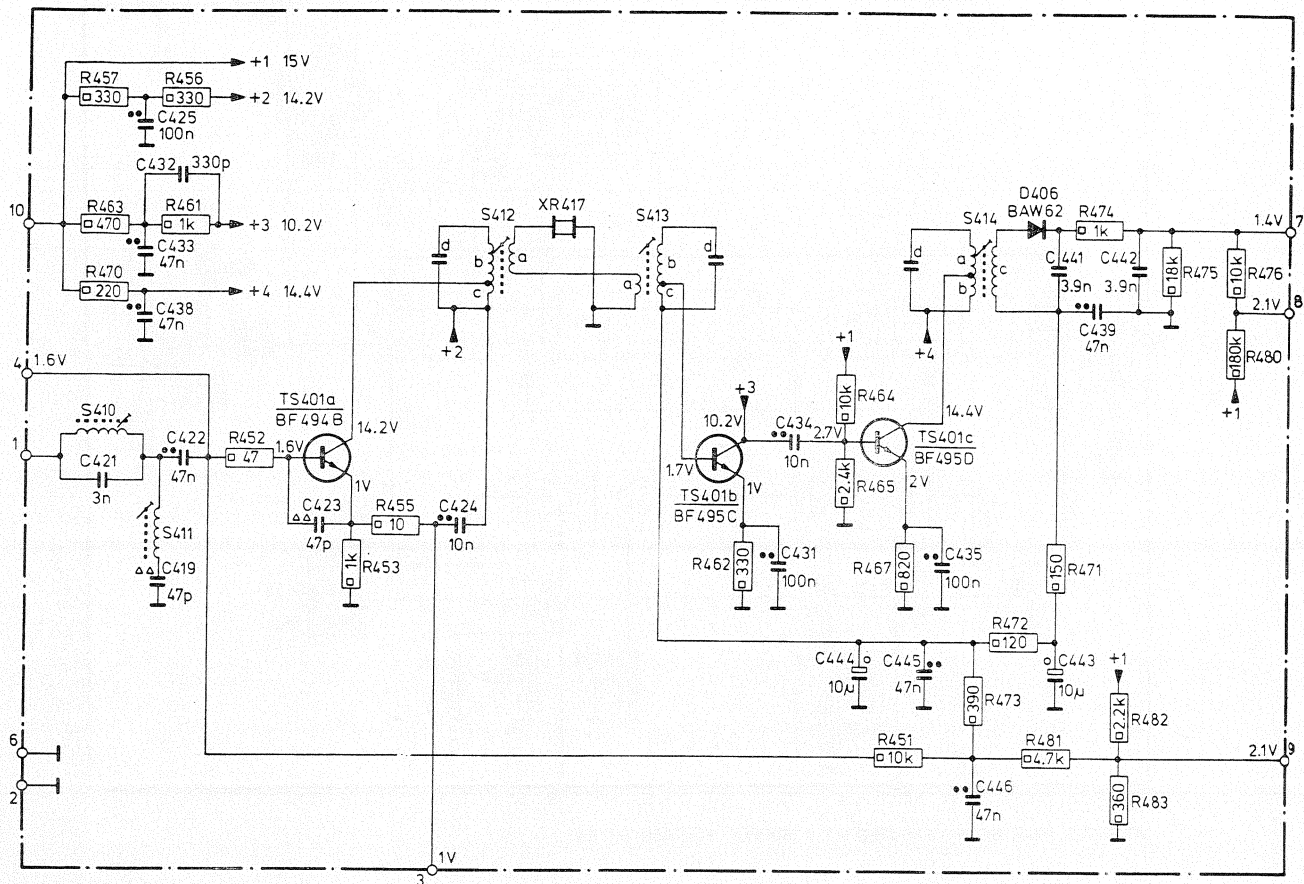 +1 15V
R457
330
R456
330
+2 14.2V
C425
100n
C432
330p
10
R463
470
R461
1k
+3 10.2V
C433
47n
R470
220
+4 14.4V
C438
47n
4
1.6V
S410
1
C421
3n
C422
47n
S411
C419
47p
R452
47
1.6V
TS401a
BF494B
14.2V
1V
C423
47p
R455
10
C424
10n
R453
1k
S412
d
b
c
a
+2
XR417
S413
a
b
c
d
+3
10.2V
1.7V
1V
TS401b
BF495C
R462
330
C431
100n
C434
10n
2.7V
+1
R464
10k
R465
2.4k
14.4V
TS401c
BF495D
2V
R467
820
C435
100n
S414
d
a
b
c
+4
D406
BAW62
R474
1k
C441
3.9n
C442
3.9n
C439
47n
R475
18k
R476
10k
1.4V
7
2.1V
8
R480
180k
+1
R471
150
R472
120
C444
10µ
C445
47n
C443
10µ
R473
390
+1
R482
2.2k
R451
10k
R481
4.7k
2.1V
9
C446
47n
R483
360
6
2
1V
3